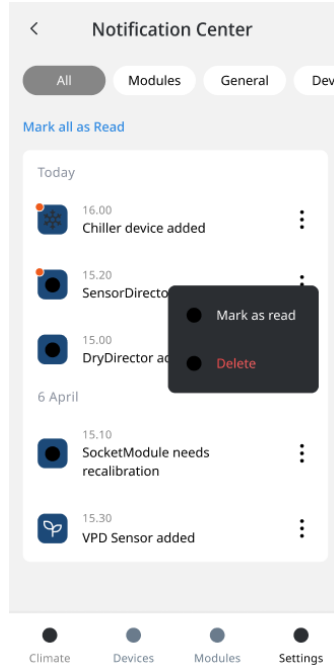 Notification Center
All Modules General Dev
Mark all as Read
Today
16.00
Chiller device added
15.20
SensorDirecto
Mark as read
15.00
DryDirector ac
Delete
6 April
15.10
SocketModule needs
recalibration
15.30
VPD Sensor added
Climate Devices Modules Settings